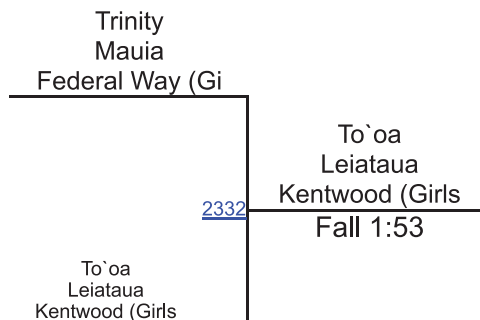 Trinity
Mauia
Federal Way (Gi
To`oa
Leiataua
Kentwood (Girls
2332
Fall 1:53
To`oa
Leiataua
Kentwood (Girls